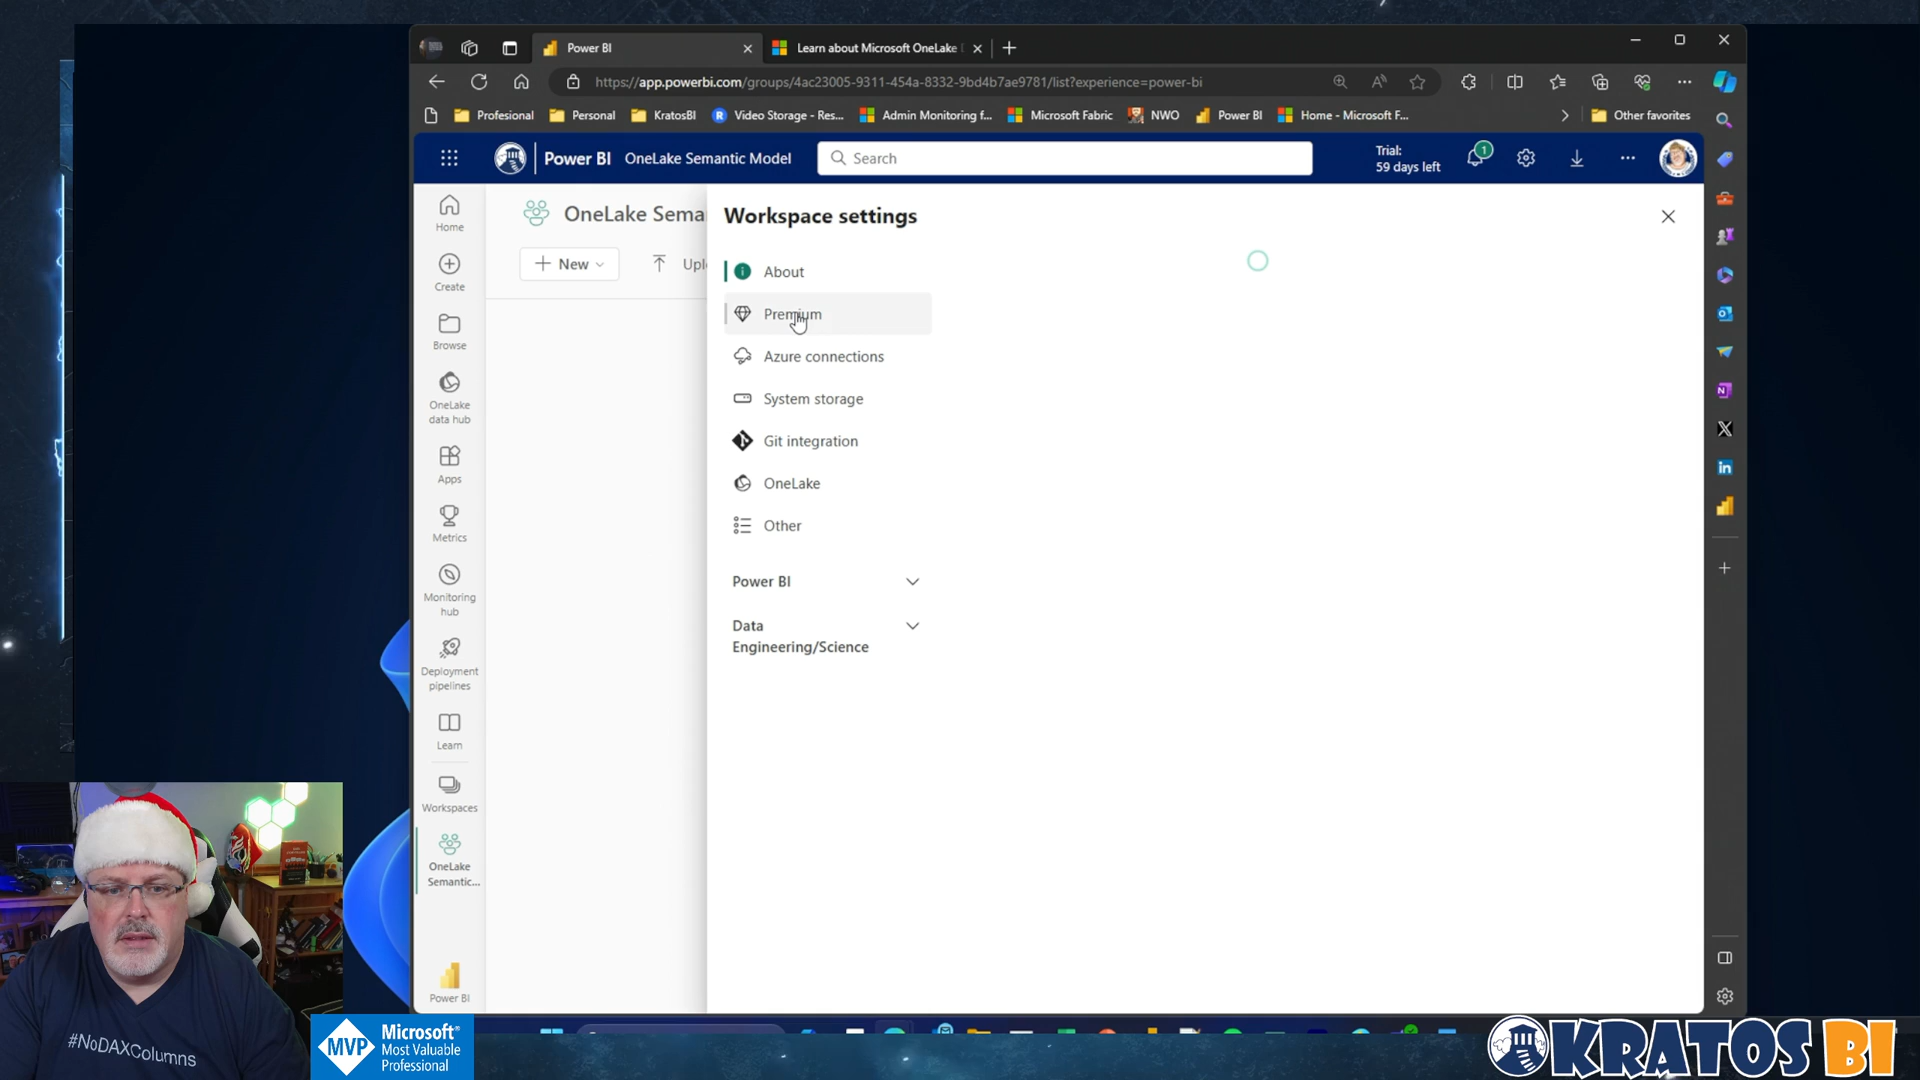 Power BI
Learn about Microsoft OneLake
https://app.powerbi.com/groups/4ac23005-9311-454a-8332-9bd4b7ae9781/list?experience=power-bi
Profesional
Personal
KratosBI
Video Storage - Res...
Admin Monitoring f...
Microsoft Fabric
NWO
Power BI
Home - Microsoft F...
Other favorites
Power BI
OneLake Semantic Model
Search
Trial:
59 days left
1
Home
Create
Browse
OneLake
data hub
Apps
Metrics
Monitoring
hub
Deployment
pipelines
Learn
Workspaces
OneLake
Semantic...
Power BI
OneLake Sema
New
Uplo
Workspace settings
About
Premium
Azure connections
System storage
Git integration
OneLake
Other
Power BI
Data
Engineering/Science
#NoDAXColumns
MVP
Microsoft®
Most Valuable
Professional
KRATOS BI